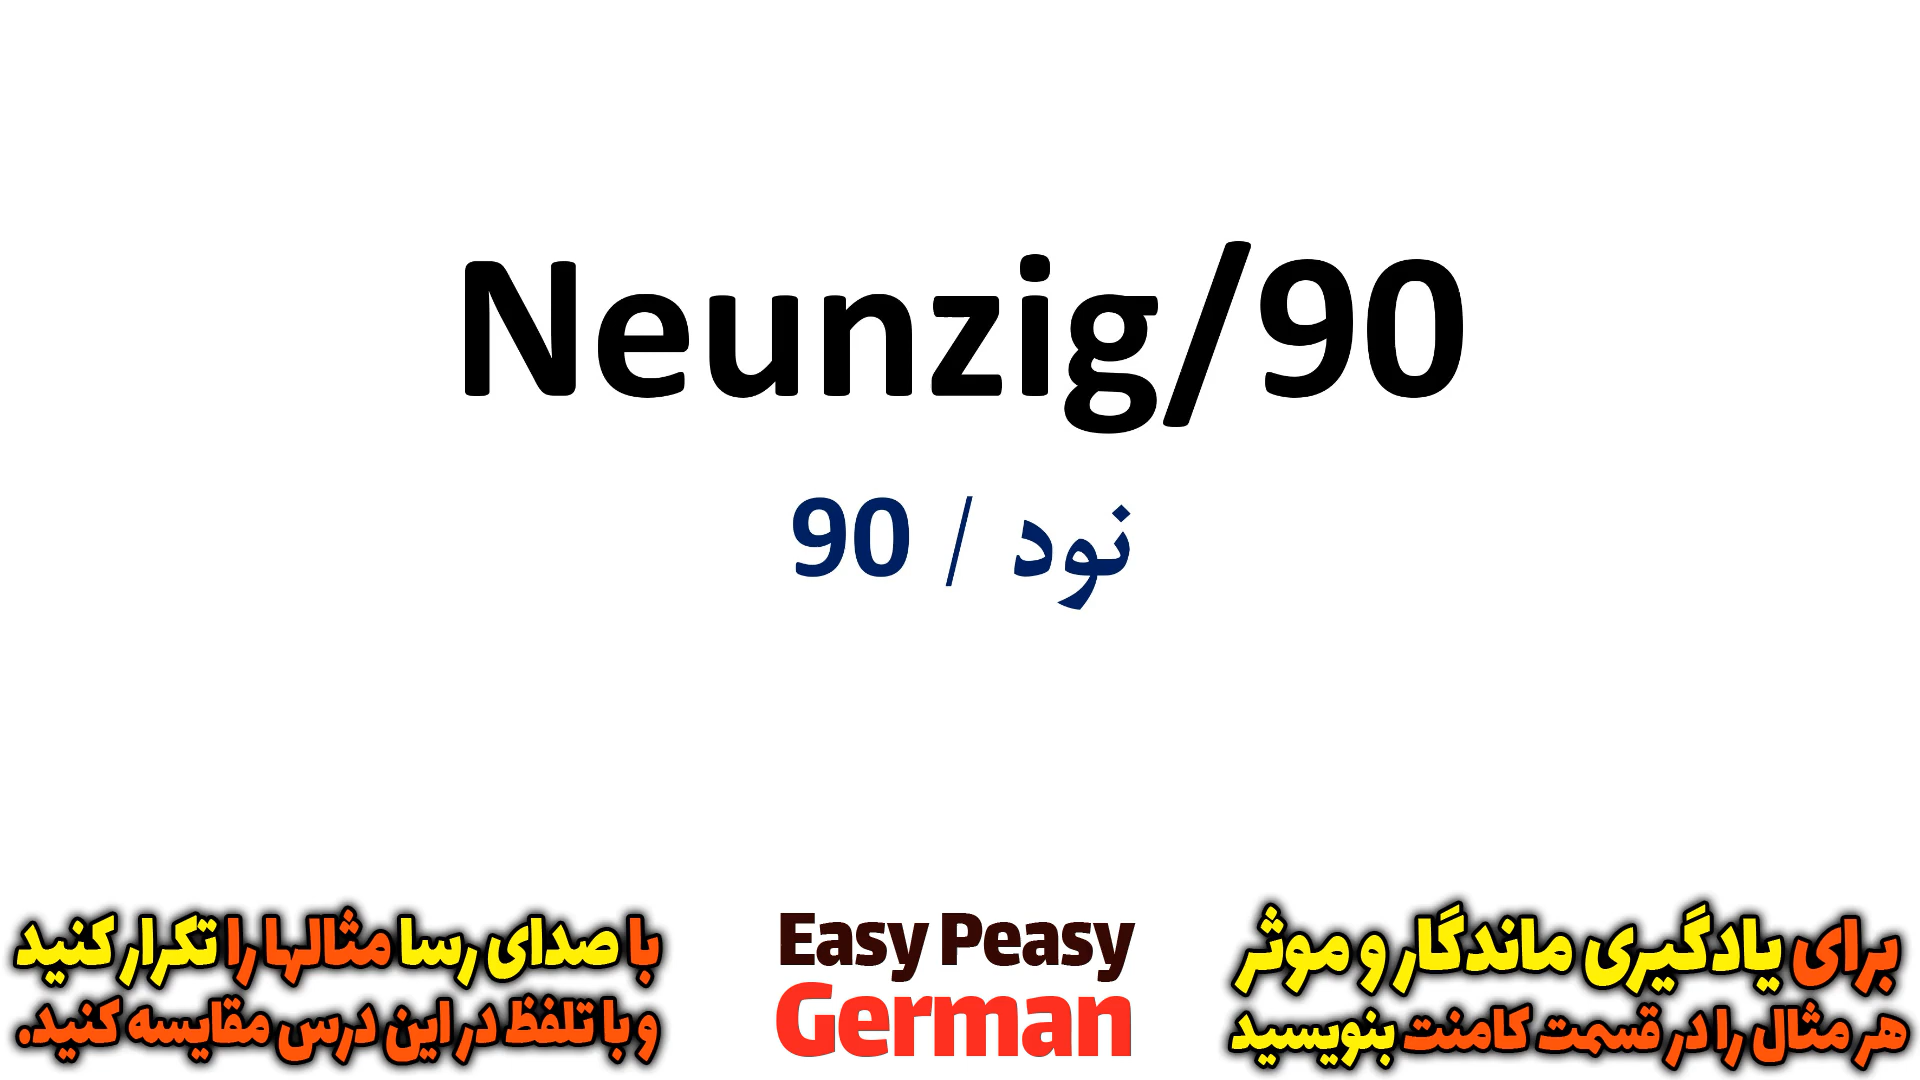 Neunzig/90
نود / 90
برای یادگیری ماندگار و موثر
هر مثال را در قسمت کامنت بنویسید
Easy Peasy
German
با صدای رسا مثالها را تکرار کنید
و با تلفظ در این درس مقایسه کنید.